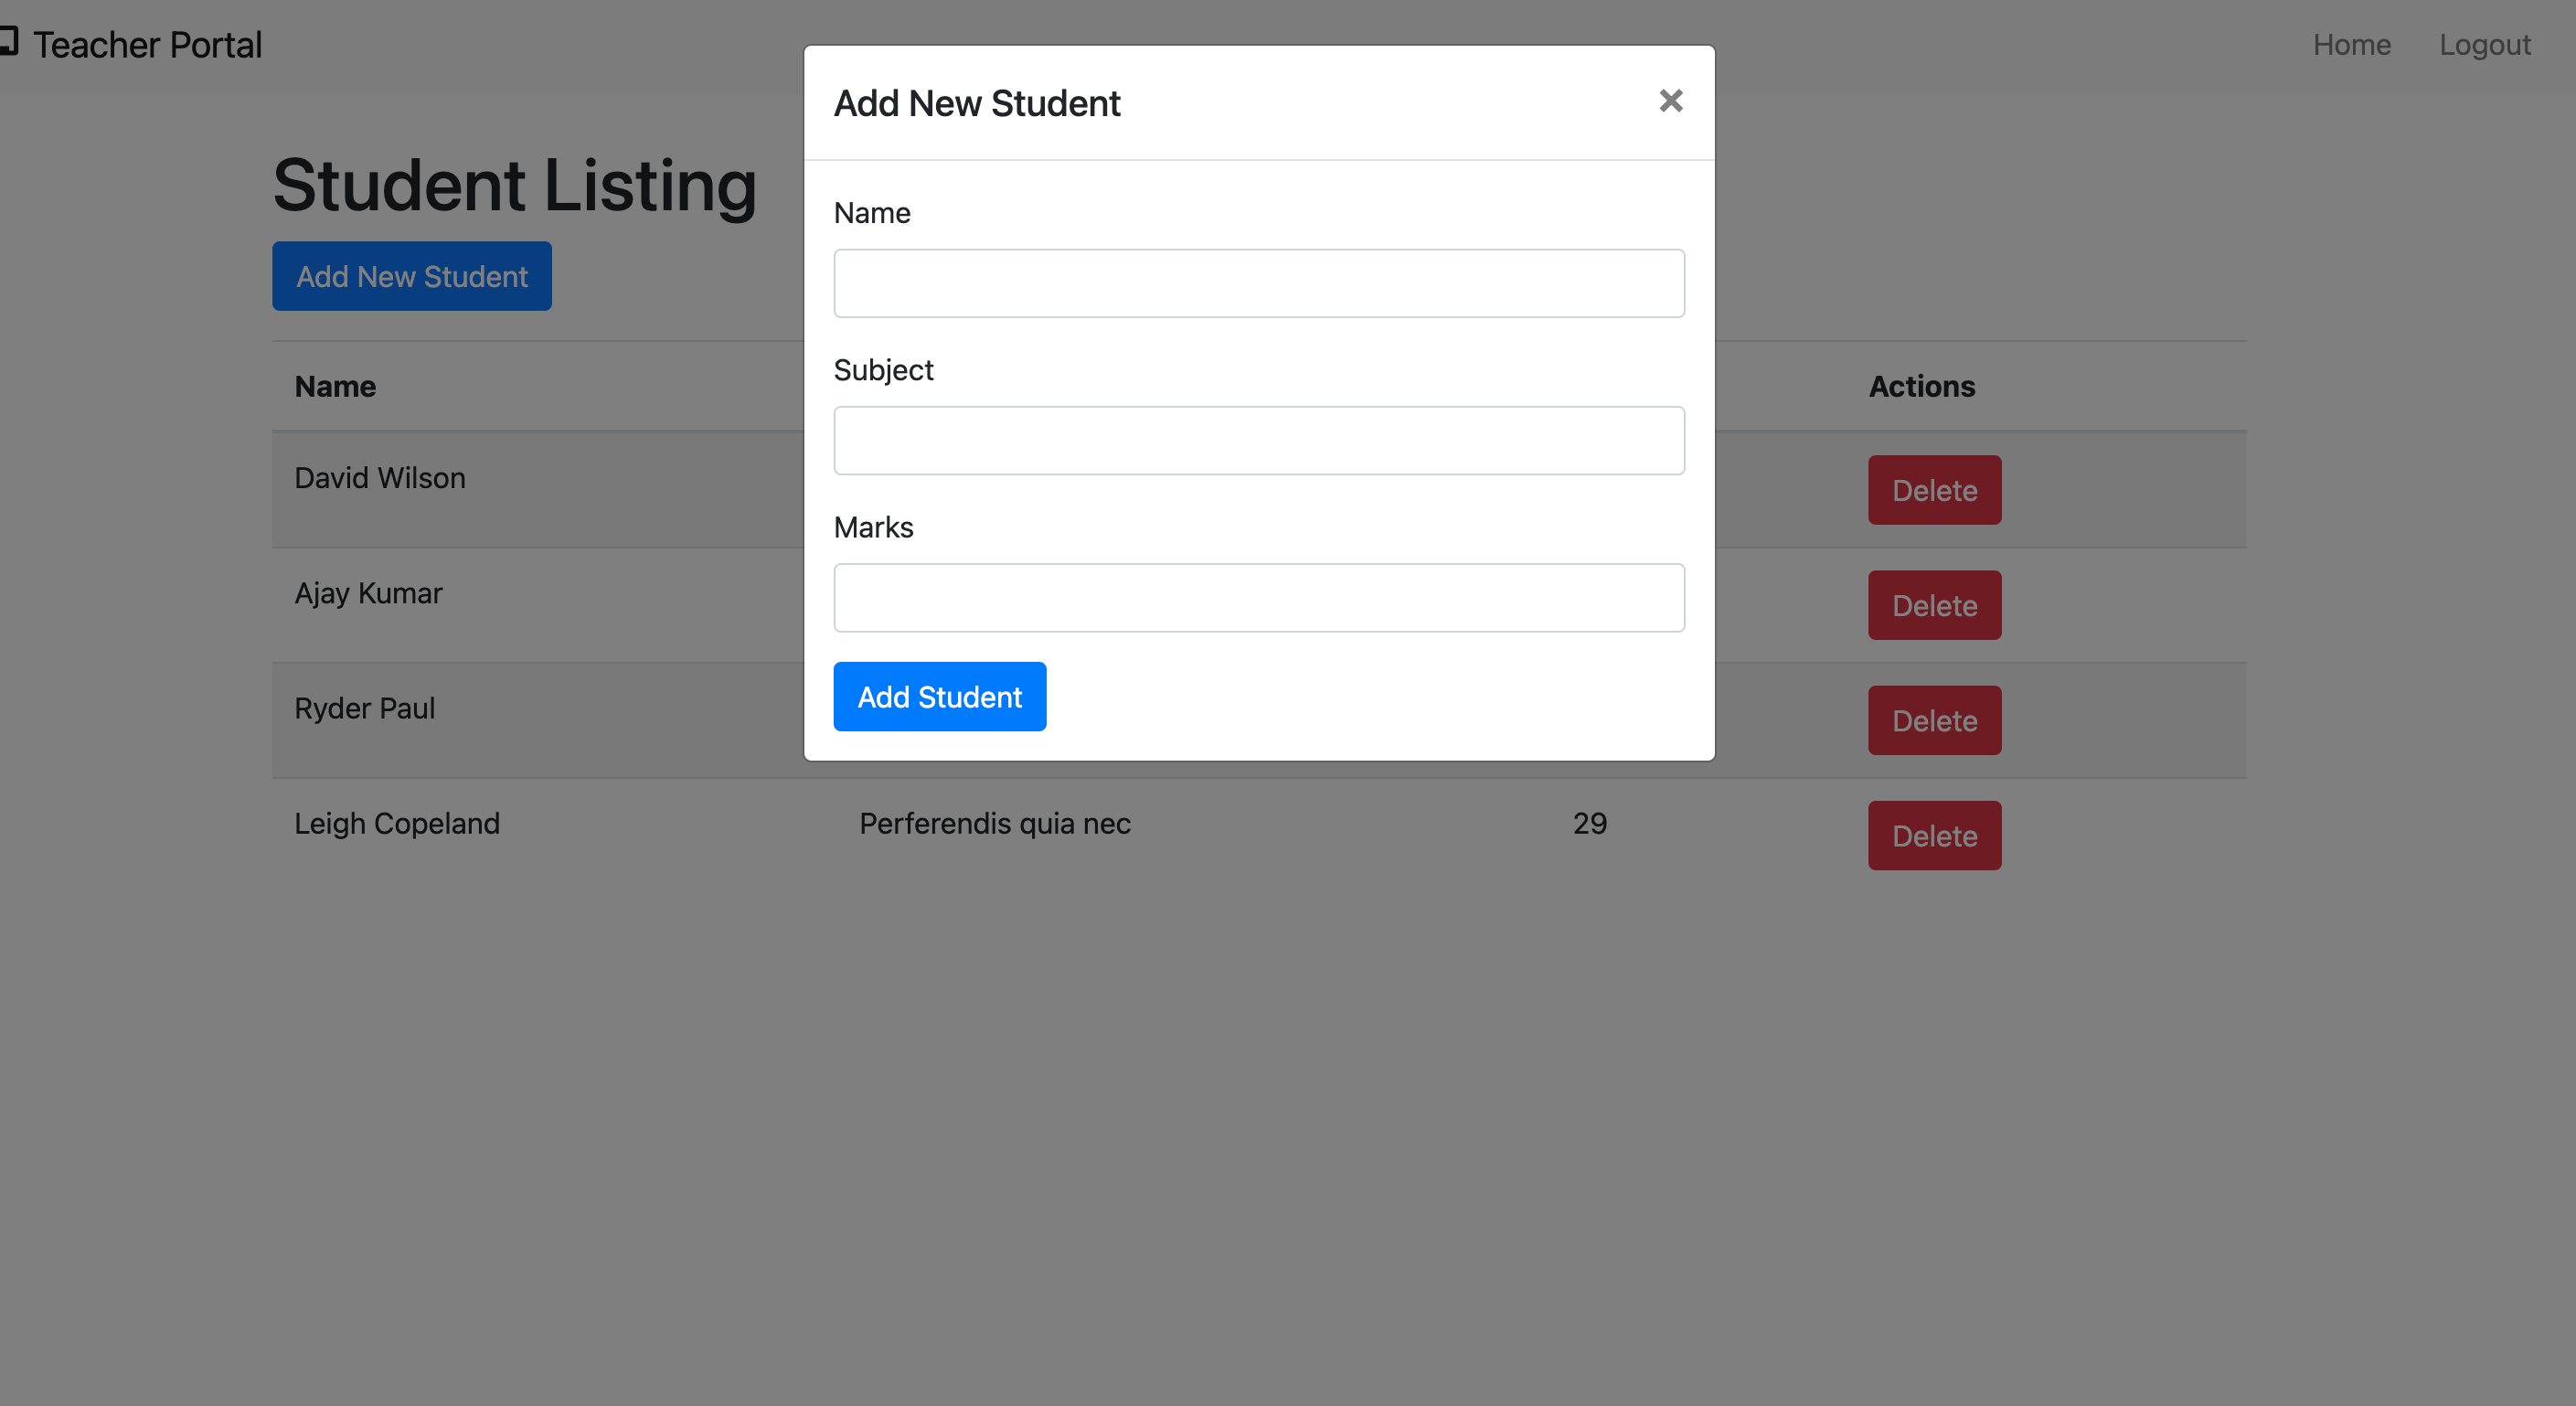 Teacher Portal
Home
Logout
Add New Student
×
Name
Subject
Marks
Add Student
Student Listing
Add New Student
Name
Actions
David Wilson
Delete
Ajay Kumar
Delete
Ryder Paul
Delete
Leigh Copeland
Perferendis quia nec
29
Delete